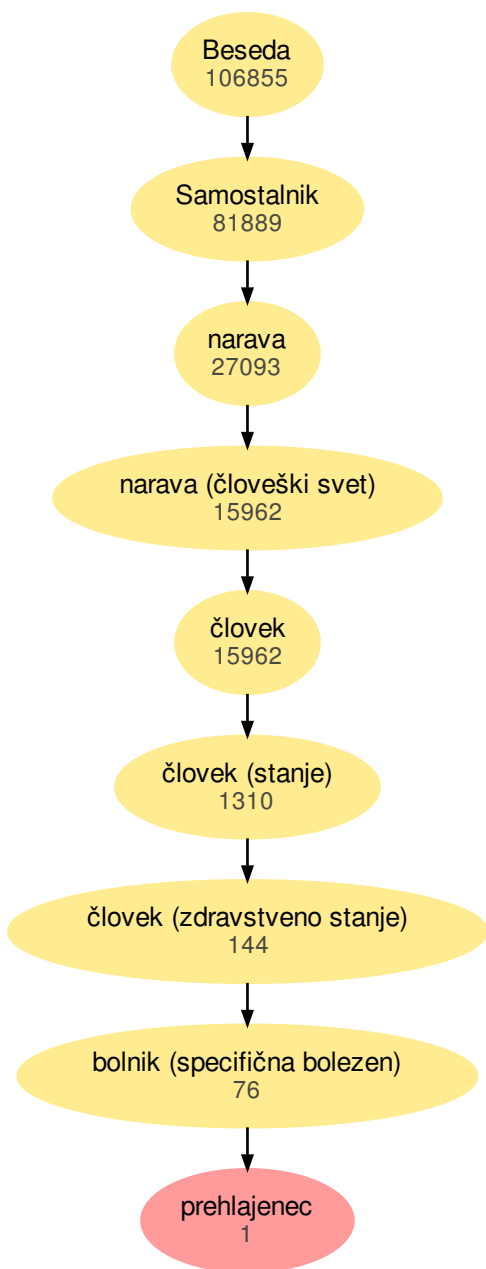 Beseda
106855
Samostalnik
81889
narava
27093
narava (človeški svet)
15962
človek
15962
človek (stanje)
1310
človek (zdravstveno stanje)
144
bolnik (specifična bolezen)
76
prehlajenec
1